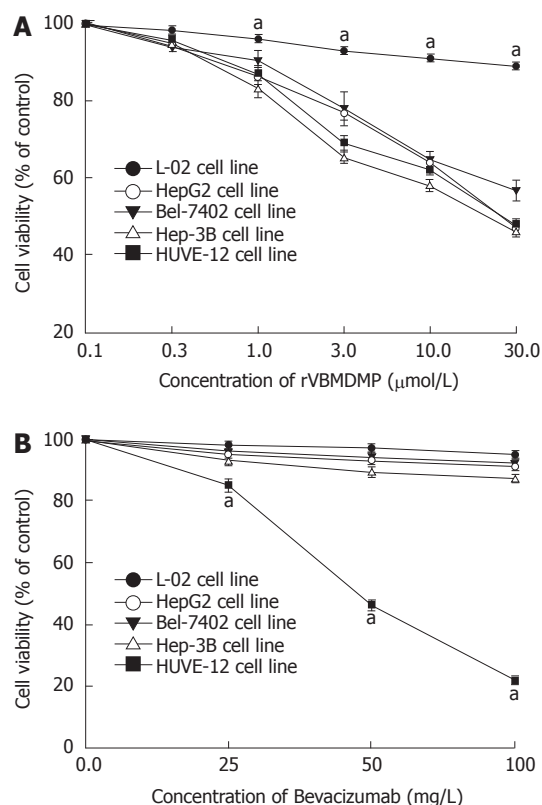 A
100
80
60
40
20
Cell viability (% of control)
a
a
a
a
L-02 cell line
HepG2 cell line
Bel-7402 cell line
Hep-3B cell line
HUVE-12 cell line
0.1
0.3
1.0
3.0
10.0
30.0
Concentration of rVBMDMP (μmol/L)
B
100
80
60
40
20
0
Cell viability (% of control)
a
a
a
L-02 cell line
HepG2 cell line
Bel-7402 cell line
Hep-3B cell line
HUVE-12 cell line
0.0
25
50
100
Concentration of Bevacizumab (mg/L)